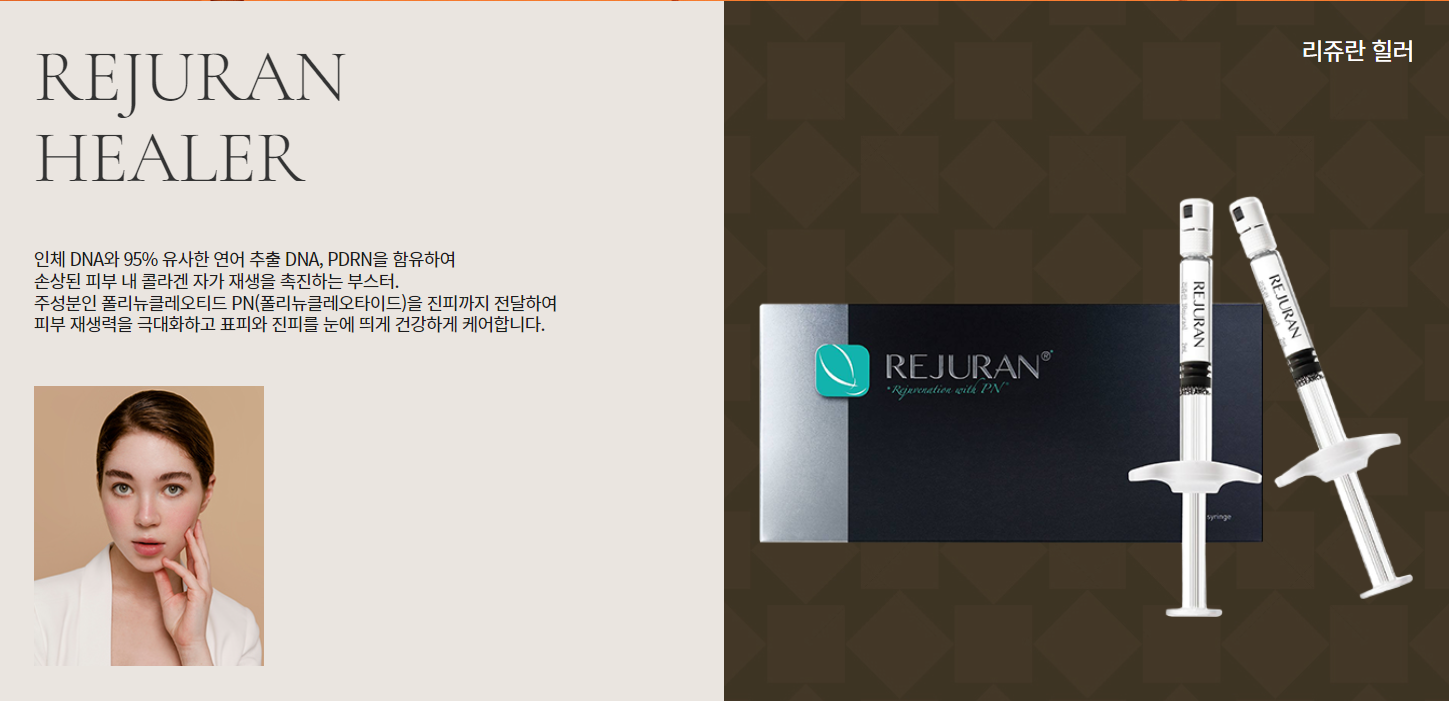 REJURAN
HEALER
인체 DNA와 95% 유사한 연어 추출 DNA, PDRN을 함유하여
손상된 피부 내 콜라겐 자가 재생을 촉진하는 부스터.
주성분인 폴리뉴클레오티드 PN(폴리뉴클레오타이드)을 진피까지 전달하여
피부 재생력을 극대화하고 표피와 진피를 눈에 띄게 건강하게 케어합니다.
리쥬란 힐러
REJURAN®
Rejuvenation with PN
syringe
REJURAN
REJURAN